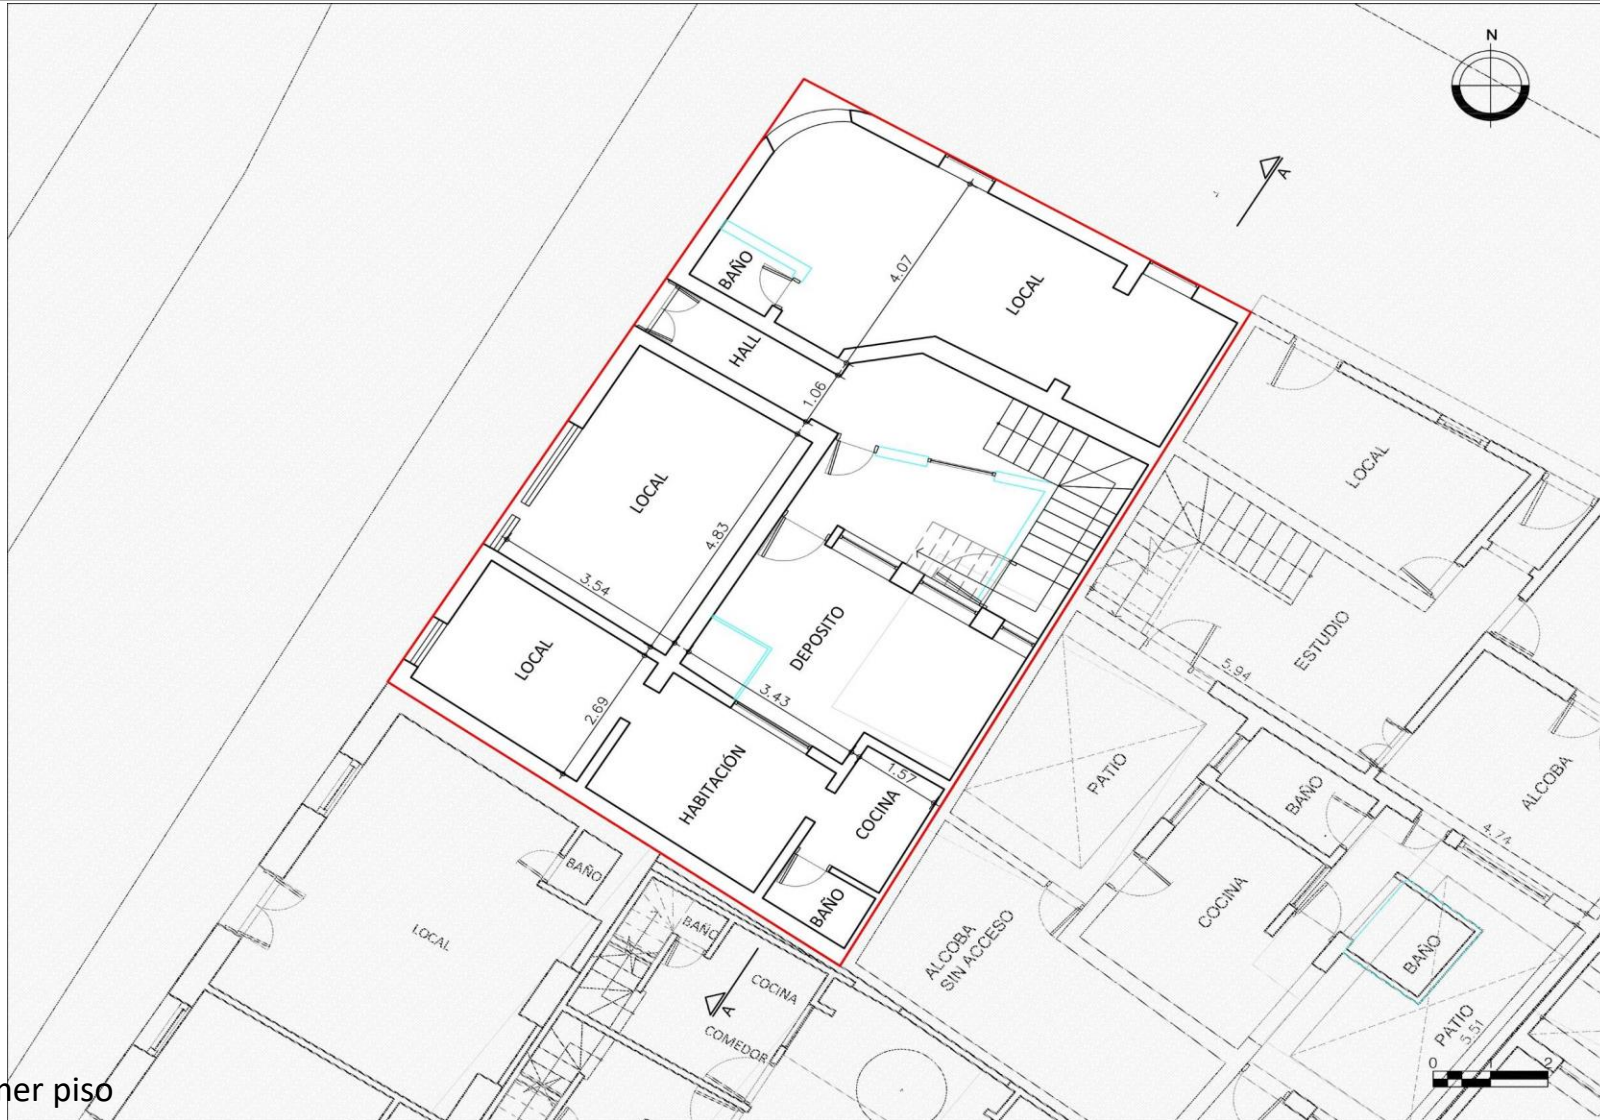 N
A
BAÑO
4.07
LOCAL
HALL
1.06
LOCAL
LOCAL
4.83
3.54
DEPOSITO
ESTUDIO
5.94
LOCAL
3.43
2.69
HABITACIÓN
1.57
PATIO
COCINA
BAÑO
ALCOBA
4.74
BAÑO
COCINA
BAÑO
BAÑO
LOCAL
ALCOBA
SIN ACCESO
BAÑO
COCINA
A
COMEDOR
PATIO
5.51
0 1 2
ner piso